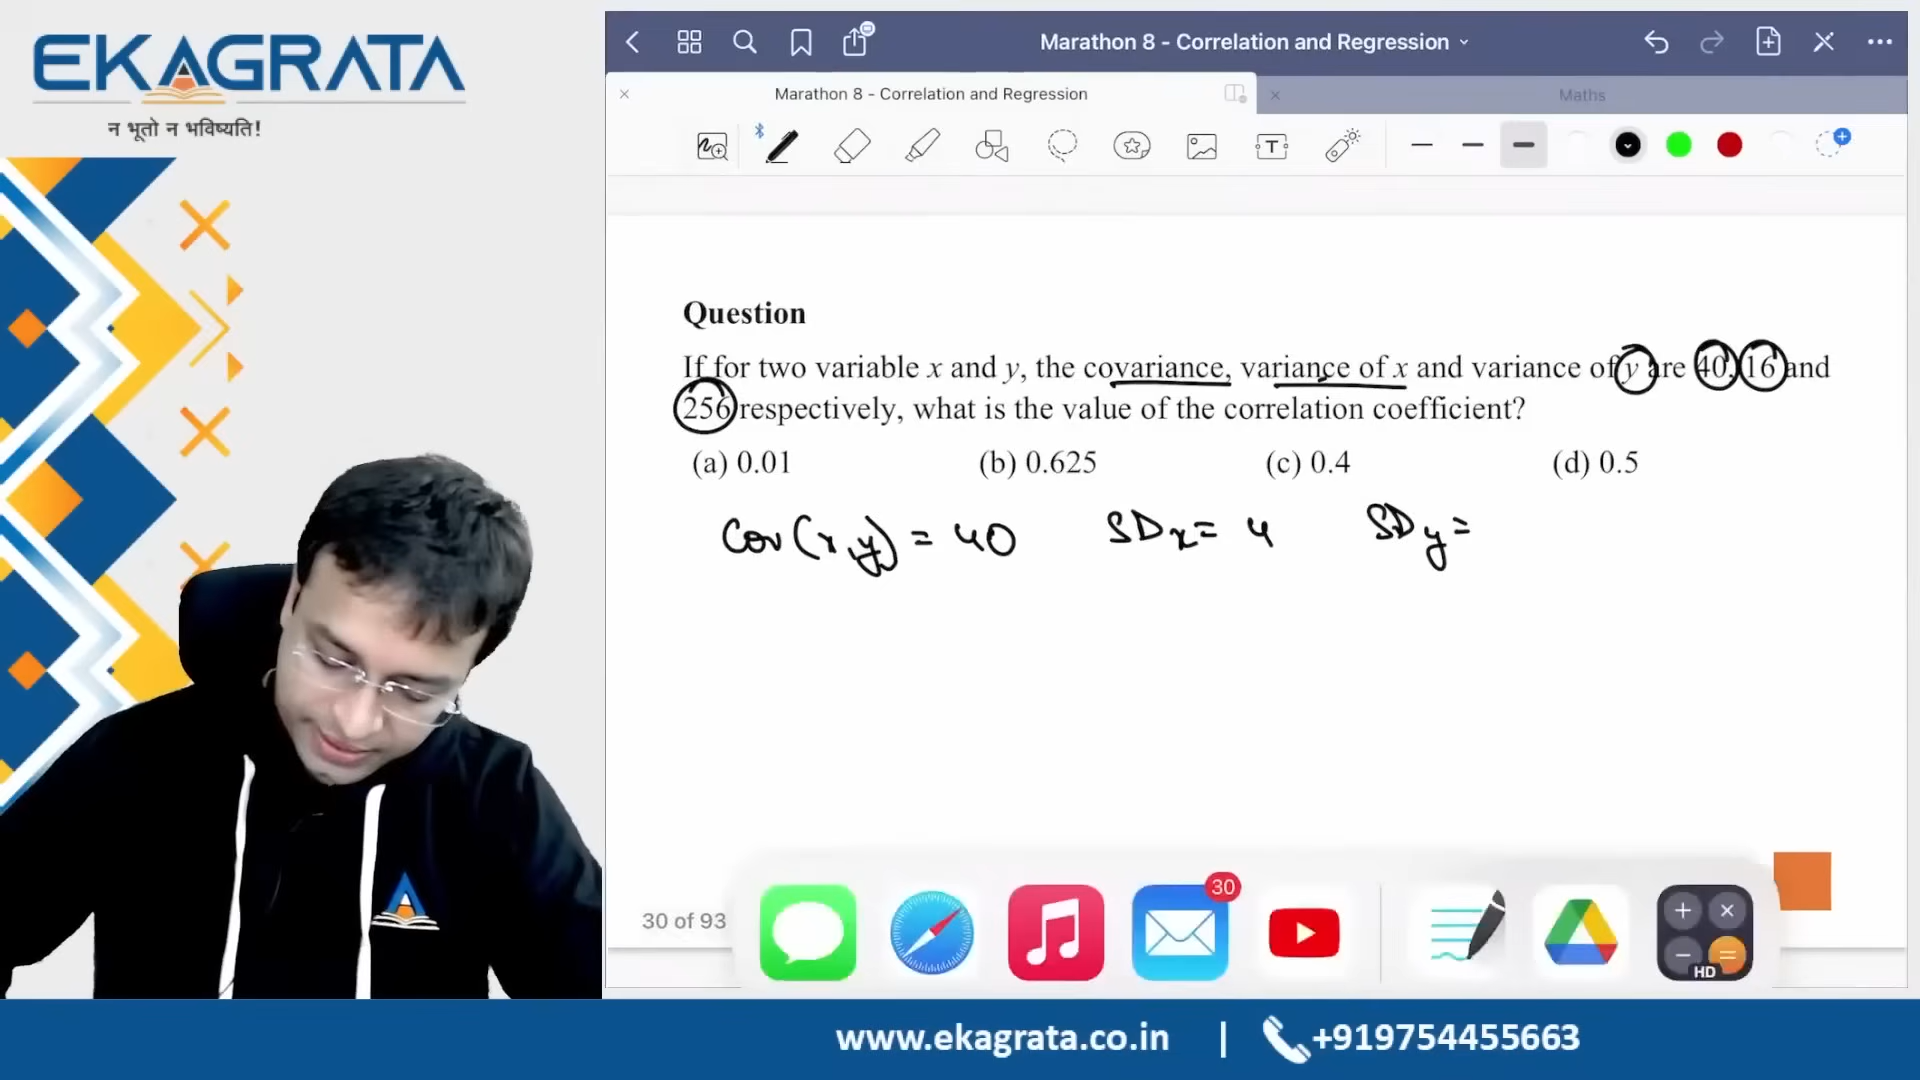 EKAGRATA
न भूतो न भविष्यति!
Marathon 8 - Correlation and Regression
Marathon 8 - Correlation and Regression
Maths
Question
If for two variable x and y, the covariance, variance of x and variance of y are 40, 16 and
256 respectively, what is the value of the correlation coefficient?
(a) 0.01 (b) 0.625 (c) 0.4 (d) 0.5
Cov(x,y) = 40 SDx = 4 SDy =
30 of 93
30
HD
www.ekagrata.co.in | +919754455663